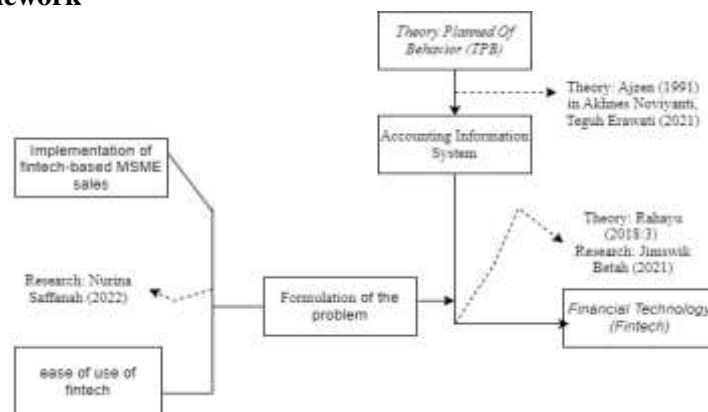 ework
Theory Planned Of
Behavior (TPB)
Theory: Ajzen (1991)
in Akhnes Noviyanti,
Teguh Erawati (2021)
Accounting Information
System
Implementation of
fintech-based MSME
sales
Theory: Rahayu
(2018:3)
Research: Jimswik
Betah (2021)
Research: Nurina
Saffanah (2022)
Formulation of the
problem
Financial Technology
(Fintech)
ease of use of
fintech